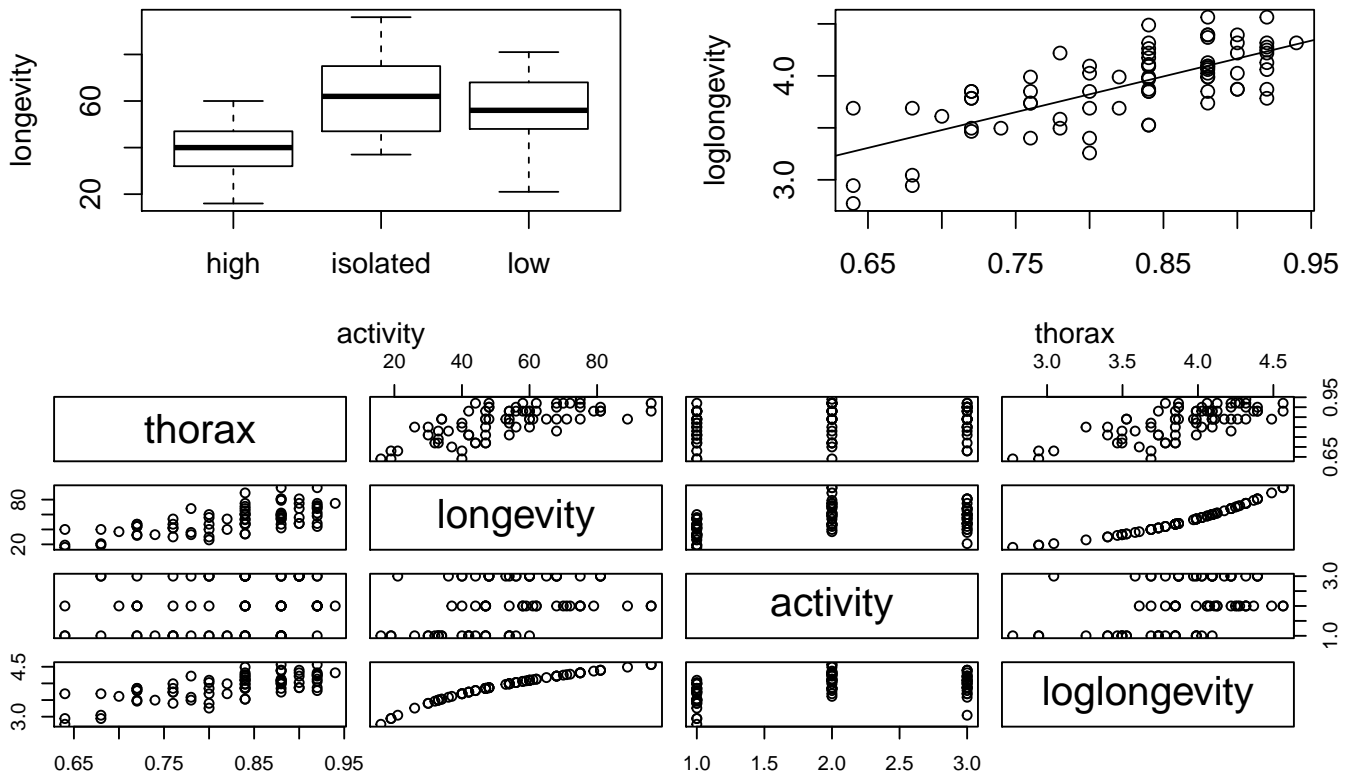 longevity
20 60
high isolated low
activity
loglongevity
3.0 4.0
0.65 0.75 0.85 0.95
thorax
20 40 60 80
3.0 3.5 4.0 4.5
thorax
0.65 0.95
20 80
longevity
activity
1.0 3.0
3.0 4.5
loglongevity
0.65 0.75 0.85 0.95
1.0 1.5 2.0 2.5 3.0